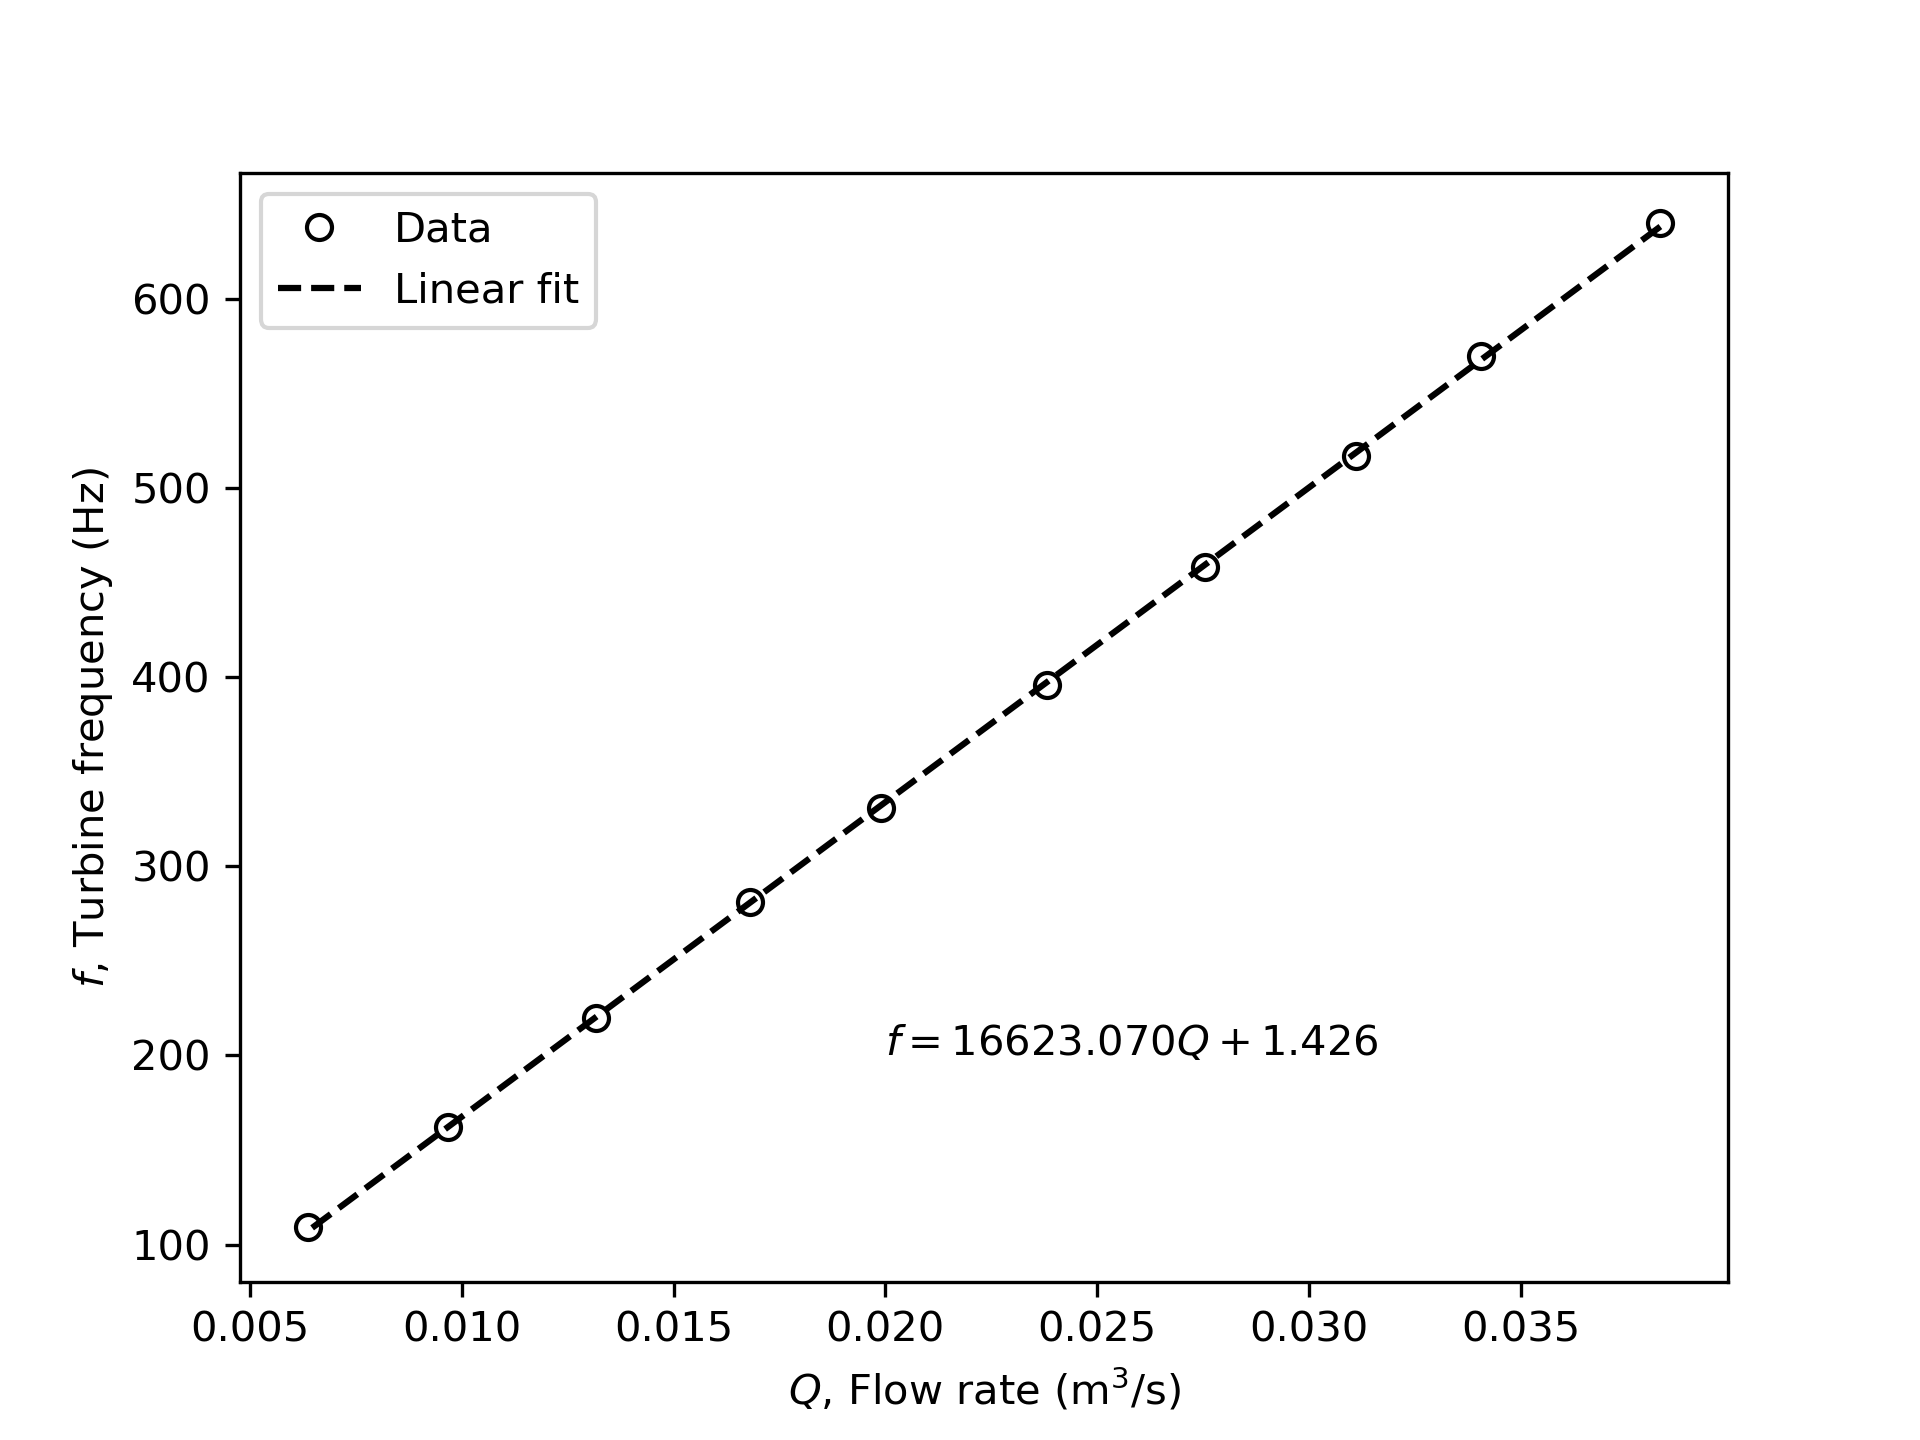 Data
Linear fit
600
500
400
300
200
100
f, Turbine frequency (Hz)
f = 16623.070Q + 1.426
0.005 0.010 0.015 0.020 0.025 0.030 0.035
Q, Flow rate (m³/s)